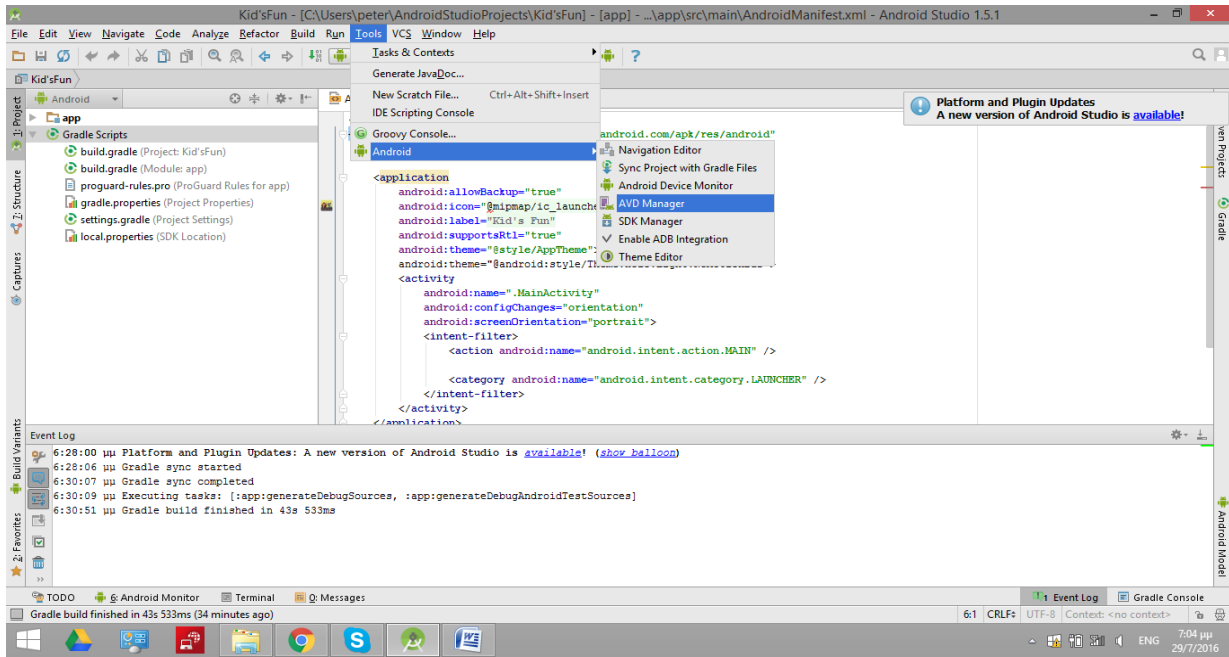 Kid'sFun - [C:\Users\peter\AndroidStudioProjects\Kid'sFun] - [app] - ...\app\src\main\AndroidManifest.xml - Android Studio 1.5.1
File Edit View Navigate Code Analyze Refactor Build Run Tools VCS Window Help
Kid'sFun
Tasks & Contexts
Generate JavaDoc...
New Scratch File... Ctrl+Alt+Shift+Insert
IDE Scripting Console
Groovy Console...
Android
Navigation Editor
Sync Project with Gradle Files
Android Device Monitor
AVD Manager
SDK Manager
Enable ADB Integration
Theme Editor
Platform and Plugin Updates
A new version of Android Studio is available!
1: Project
7: Structure
Captures
Build Variants
2: Favorites
Android
app
Gradle Scripts
build.gradle (Project: Kid'sFun)
build.gradle (Module: app)
proguard-rules.pro (ProGuard Rules for app)
gradle.properties (Project Properties)
settings.gradle (Project Settings)
local.properties (SDK Location)
android.com/apk/res/android"
<application
android:allowBackup="true"
android:icon="@mipmap/ic_launche
android:label="Kid's Fun"
android:supportsRtl="true"
android:theme="@style/AppTheme"
android:theme="@android:style/
<activity
android:name=".MainActivity"
android:configChanges="orientation"
android:screenOrientation="portrait">
<intent-filter>
<action android:name="android.intent.action.MAIN" />
<category android:name="android.intent.category.LAUNCHER" />
</intent-filter>
</activity>
</application>
ven Projects
Gradle
Android Model
Event Log
6:28:00 μμ Platform and Plugin Updates: A new version of Android Studio is available! (show balloon)
6:28:06 μμ Gradle sync started
6:30:07 μμ Gradle sync completed
6:30:09 μμ Executing tasks: [:app:generateDebugSources, :app:generateDebugAndroidTestSources]
6:30:51 μμ Gradle build finished in 43s 533ms
TODO 6: Android Monitor Terminal 0: Messages 1 Event Log Gradle Console
Gradle build finished in 43s 533ms (34 minutes ago) 6:1 CRLF UTF-8 Context: <no context>
ENG 7:04 μμ
29/7/2016